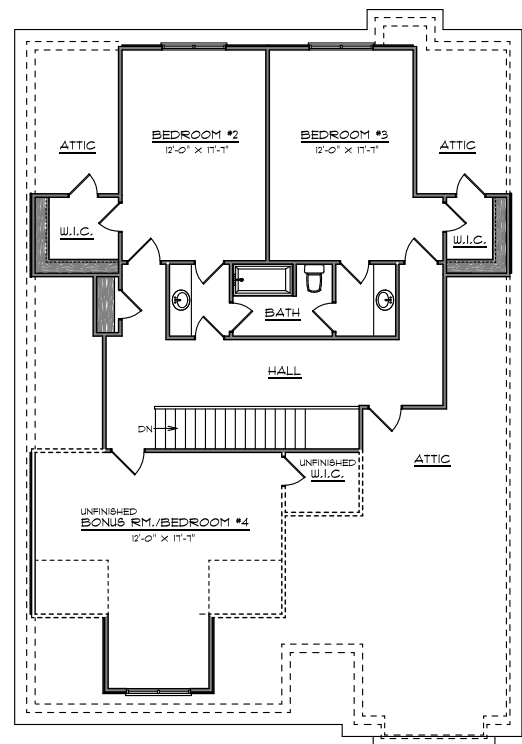 BEDROOM #2
12'-0" X 17'-7"
BEDROOM #3
12'-0" X 17'-7"
ATTIC
ATTIC
W.I.C.
W.I.C.
BATH
HALL
DN
ATTIC
UNFINISHED
W.I.C.
UNFINISHED
BONUS RM./BEDROOM #4
12'-0" X 17'-7"